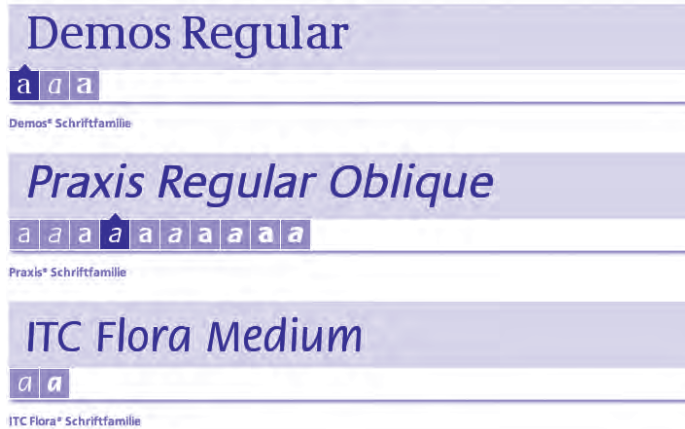 Demos Regular
a a a
Demos® Schriftfamilie
Praxis Regular Oblique
a a a a a a a a a a
Praxis® Schriftfamilie
ITC Flora Medium
a a
ITC Flora® Schriftfamilie